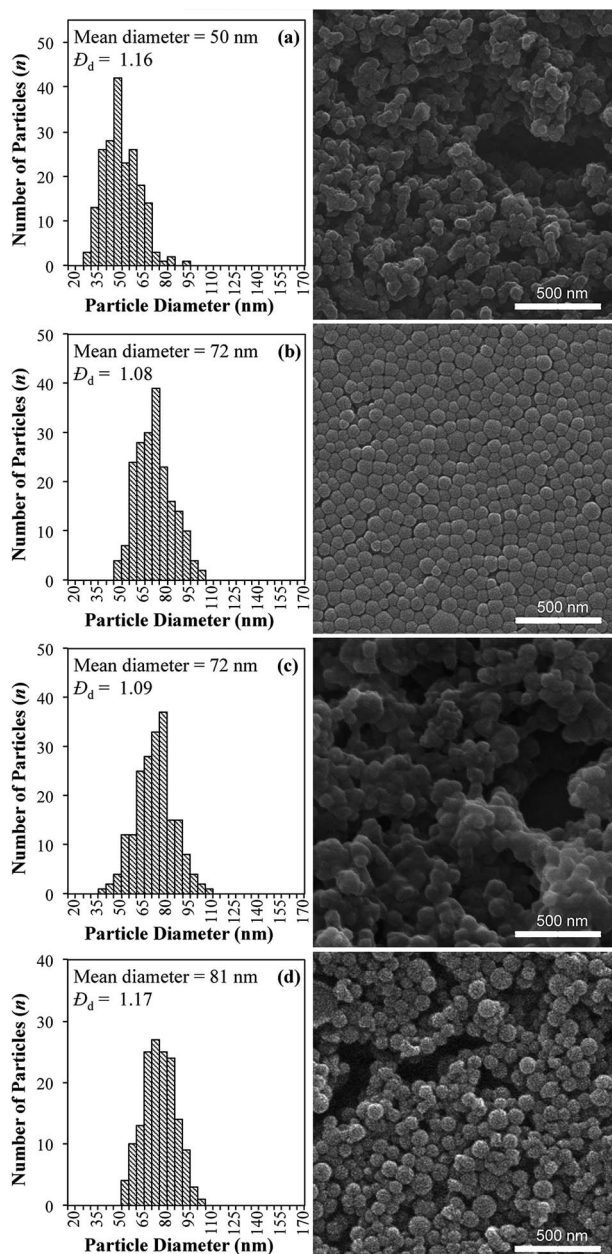 Mean diameter = 50 nm (a)
Đd = 1.16
Number of Particles (n)
50
40
30
20
10
0
20 35 50 65 80 95 110 125 140 155 170
Particle Diameter (nm)
500 nm
Mean diameter = 72 nm (b)
Đd = 1.08
Number of Particles (n)
50
40
30
20
10
0
20 35 50 65 80 95 110 125 140 155 170
Particle Diameter (nm)
500 nm
Mean diameter = 72 nm (c)
Đd = 1.09
Number of Particles (n)
50
40
30
20
10
0
20 35 50 65 80 95 110 125 140 155 170
Particle Diameter (nm)
500 nm
Mean diameter = 81 nm (d)
Đd = 1.17
Number of Particles (n)
40
30
20
10
0
20 35 50 65 80 95 110 125 140 155 170
Particle Diameter (nm)
500 nm